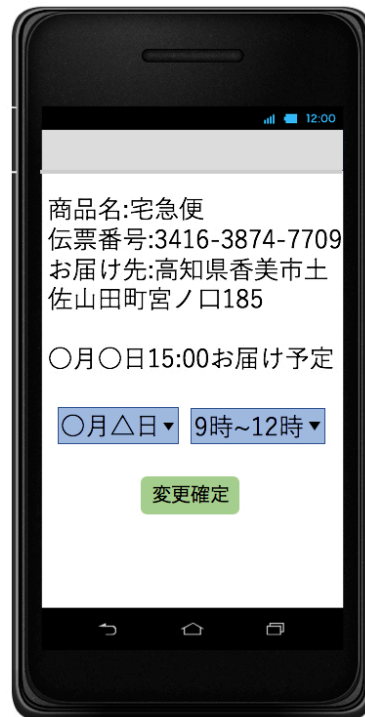 12:00
商品名:宅急便
伝票番号:3416-3874-7709
お届け先:高知県香美市土
佐山田町宮ノ口185
〇月〇日15:00お届け予定
〇月△日▼ 9時~12時▼
変更確定